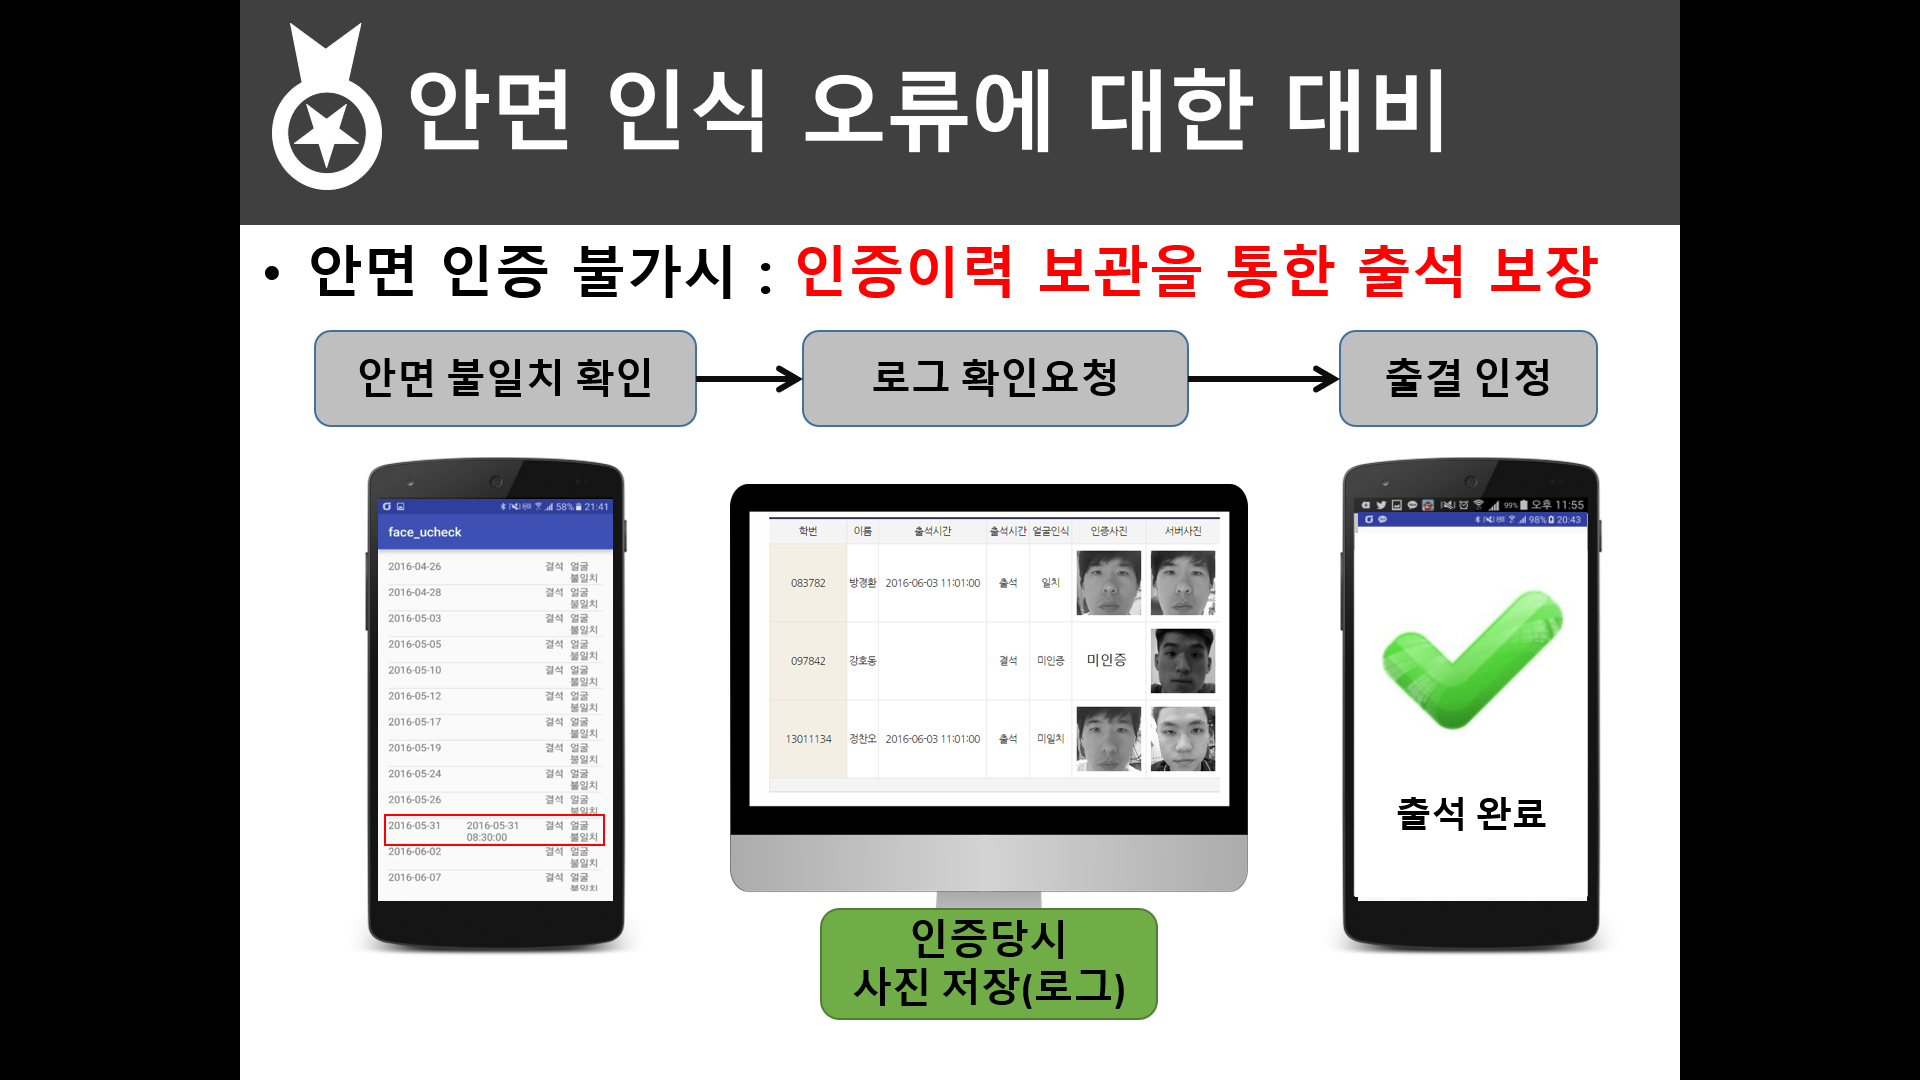 안면 인식 오류에 대한 대비
• 안면 인증 불가시 : 인증이력 보관을 통한 출석 보장
안면 불일치 확인
로그 확인요청
출결 인정
58% 21:41
face_ucheck
2016-04-26 결석 얼굴
불일치
2016-04-28 결석 얼굴
불일치
2016-05-03 결석 얼굴
불일치
2016-05-05 결석 얼굴
불일치
2016-05-10 결석 얼굴
불일치
2016-05-12 결석 얼굴
불일치
2016-05-17 결석 얼굴
불일치
2016-05-19 결석 얼굴
불일치
2016-05-24 결석 얼굴
불일치
2016-05-26 결석 얼굴
불일치
2016-05-31 2016-05-31 결석 얼굴
08:30:00 불일치
2016-06-02 결석 얼굴
불일치
2016-06-07 결석 얼굴
불일치
학번 이름 출석시간 출석시간 얼굴인식 인증사진 서버사진
083782 방경환 2016-06-03 11:01:00 출석 일치
097842 강호동 결석 미인증 미인증
13011134 정찬오 2016-06-03 11:01:00 출석 미일치
인증당시
사진 저장(로그)
99% 오후 11:55
98% 20:43
출석 완료